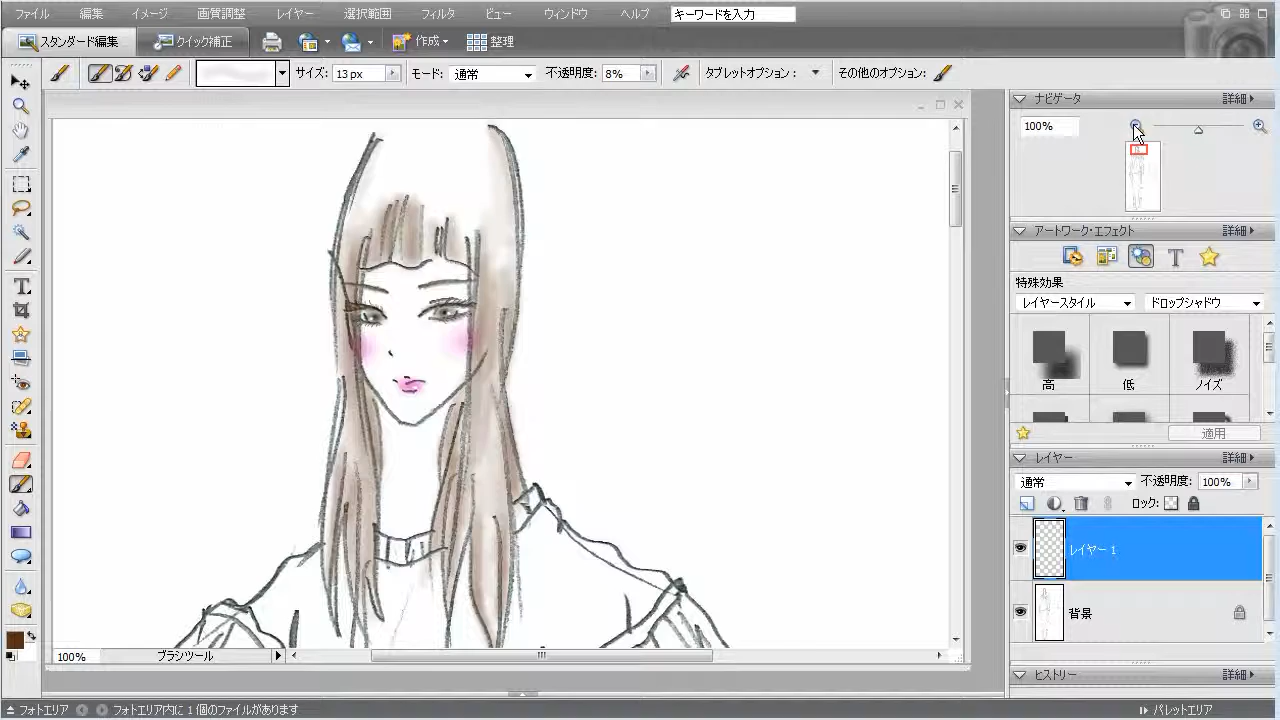 ファイル 編集 イメージ 画質調整 レイヤー 選択範囲 フィルタ ビュー ウィンドウ ヘルプ キーワードを入力
スタンダード編集 クイック補正 作成 整理
サイズ: 13 px モード: 通常 不透明度: 8% タブレットオプション: その他のオプション:
ナビゲータ 詳細
100%
アートワーク・エフェクト 詳細
特殊効果
レイヤースタイル ドロップシャドウ
高 低 ノイズ
適用
レイヤー 詳細
通常 不透明度: 100%
ロック:
レイヤー 1
背景
100% ブラシツール
ヒストリー 詳細
フォトエリア フォトエリア内に 1 個のファイルがあります パレットエリア